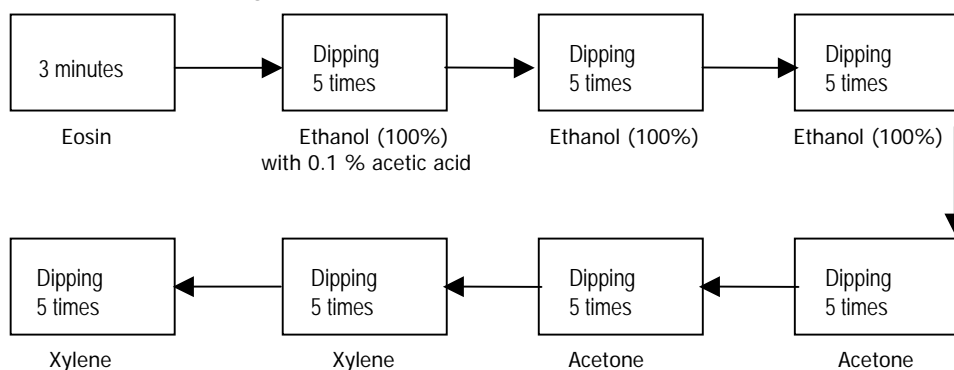 3 minutes
Dipping
5 times
Dipping
5 times
Dipping
5 times
Eosin
Ethanol (100%)
with 0.1 % acetic acid
Ethanol (100%)
Ethanol (100%)
Dipping
5 times
Dipping
5 times
Dipping
5 times
Dipping
5 times
Xylene
Xylene
Acetone
Acetone